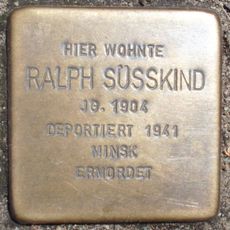 HIER WOHNTE
RALPH SÜSSKIND
JG. 1904
DEPORTIERT 1941
MINSK
ERMORDET